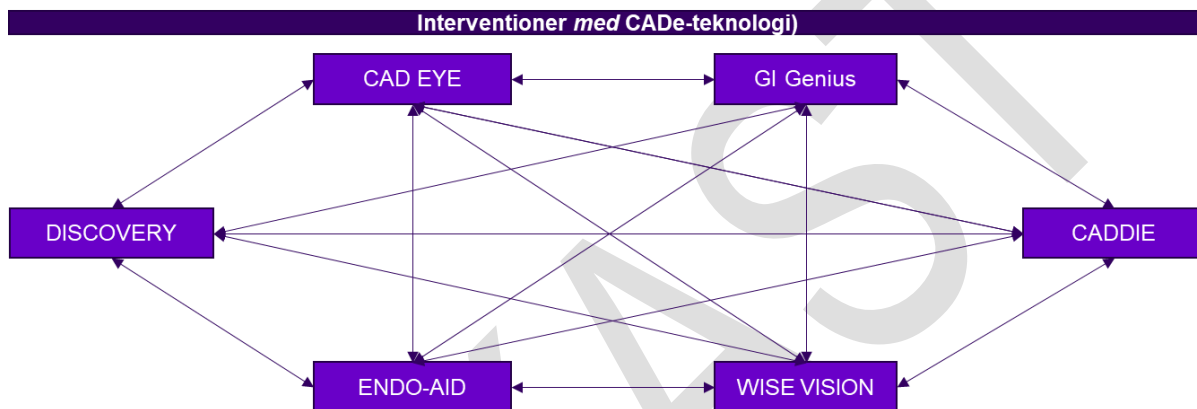 Interventioner med CADe-teknologi)
CAD EYE
GI Genius
DISCOVERY
CADDIE
ENDO-AID
WISE VISION